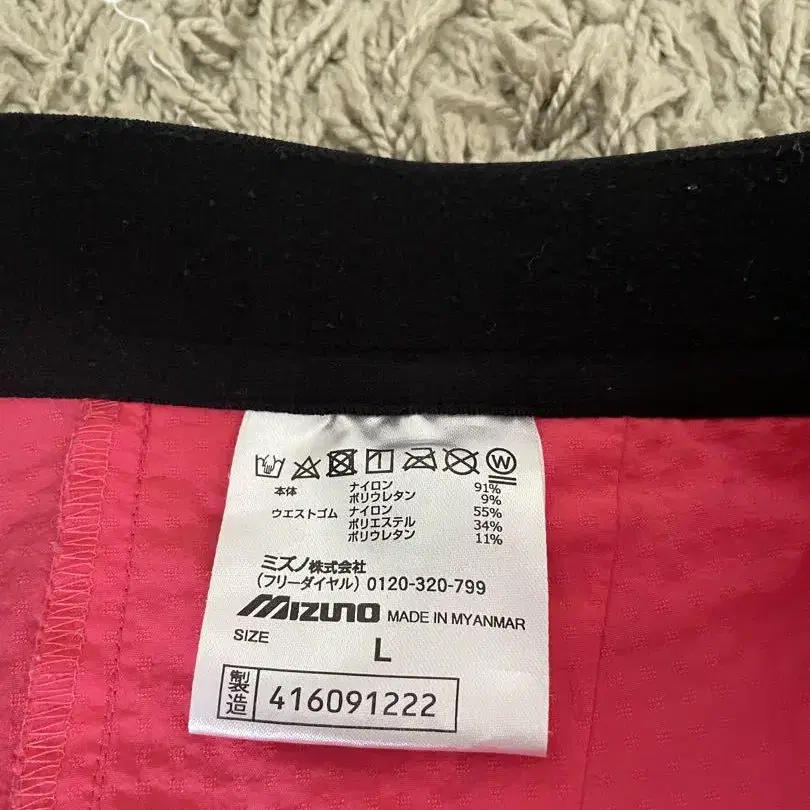 W
本体 ナイロン 91%
ポリウレタン 9%
ウエストゴム ナイロン 55%
ポリエステル 34%
ポリウレタン 11%
ミズノ株式会社
(フリーダイヤル) 0120-320-799
MIZUNO MADE IN MYANMAR
SIZE L
製造 416091222